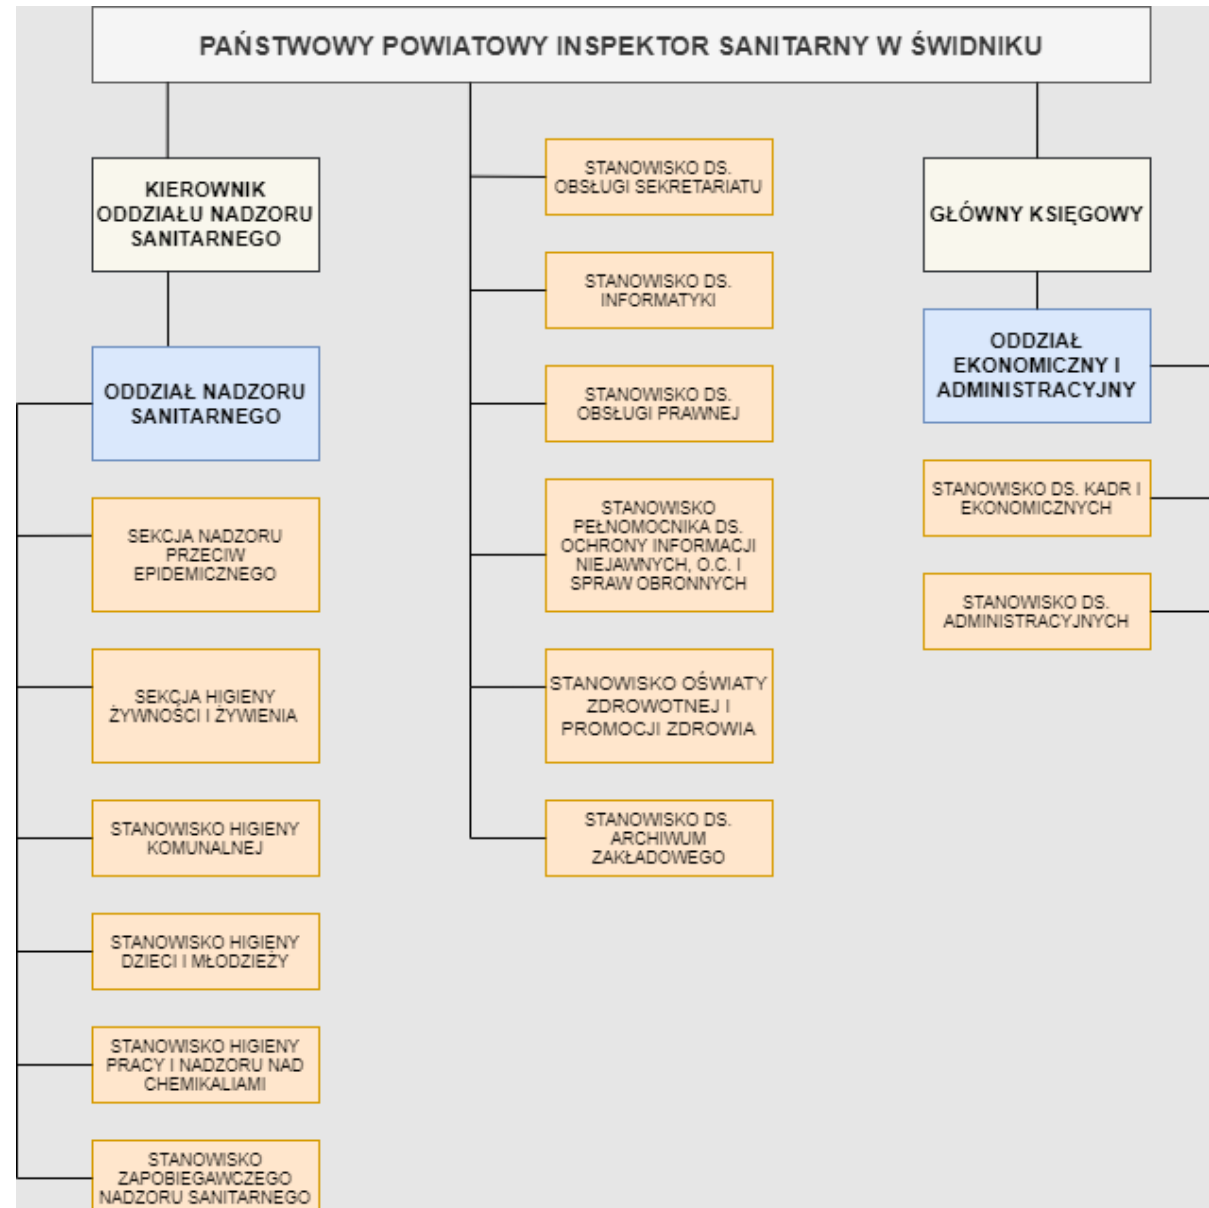 PAŃSTWOWY POWIATOWY INSPEKTOR SANITARNY W ŚWIDNIKU
KIEROWNIK
ODDZIAŁU NADZORU
SANITARNEGO
ODDZIAŁ NADZORU
SANITARNEGO
SEKCJA NADZORU
PRZECIW
EPIDEMICZNEGO
SEKCJA HIGIENY
ŻYWNOŚCI I ŻYWIENIA
STANOWISKO HIGIENY
KOMUNALNEJ
STANOWISKO HIGIENY
DZIECI I MŁODZIEŻY
STANOWISKO HIGIENY
PRACY I NADZORU NAD
CHEMIKALIAMI
STANOWISKO
ZAPOBIEGAWCZEGO
NADZORU SANITARNEGO
STANOWISKO DS.
OBSŁUGI SEKRETARIATU
STANOWISKO DS.
INFORMATYKI
STANOWISKO DS.
OBSŁUGI PRAWNEJ
STANOWISKO
PEŁNOMOCNIKA DS.
OCHRONY INFORMACJI
NIEJAWNYCH, O.C. I
SPRAW OBRONNYCH
STANOWISKO OŚWIATY
ZDROWOTNEJ I
PROMOCJI ZDROWIA
STANOWISKO DS.
ARCHIWUM
ZAKŁADOWEGO
GŁÓWNY KSIĘGOWY
ODDZIAŁ
EKONOMICZNY I
ADMINISTRACYJNY
STANOWISKO DS. KADR I
EKONOMICZNYCH
STANOWISKO DS.
ADMINISTRACYJNYCH